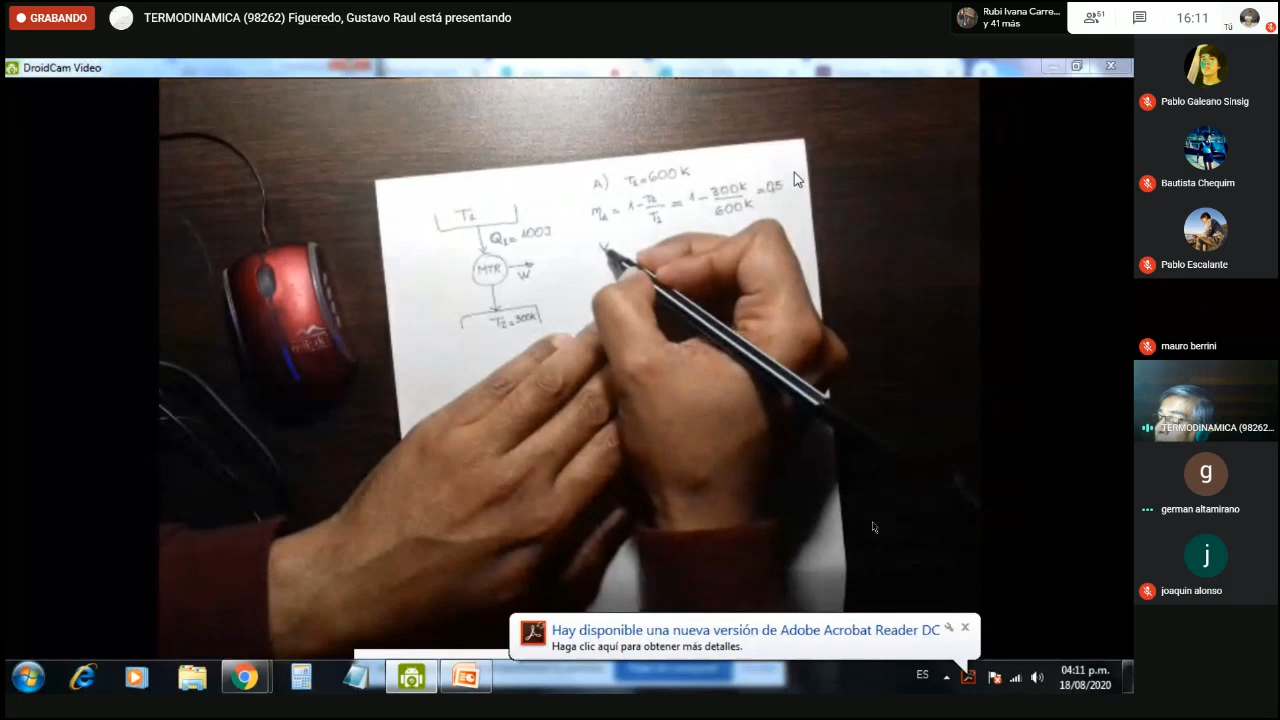 GRABANDO
TERMODINAMICA (98262) Figueredo, Gustavo Raul está presentando
Rubi Ivana Carre...
y 41 más
51
16:11
Tú
DroidCam Video
A) T₁=600K
= 1 - T₂/T₁ = 1 - 300K/600K = 0,5
T₁
Q₁=100J
MTR
W
T₂=300K
Pablo Galeano Sinsig
Bautista Chequim
Pablo Escalante
mauro berrini
TERMODINAMICA (98262...
g
german altamirano
j
joaquin alonso
Hay disponible una nueva versión de Adobe Acrobat Reader DC
Haga clic aquí para obtener más detalles.
ES
04:11 p.m.
18/08/2020